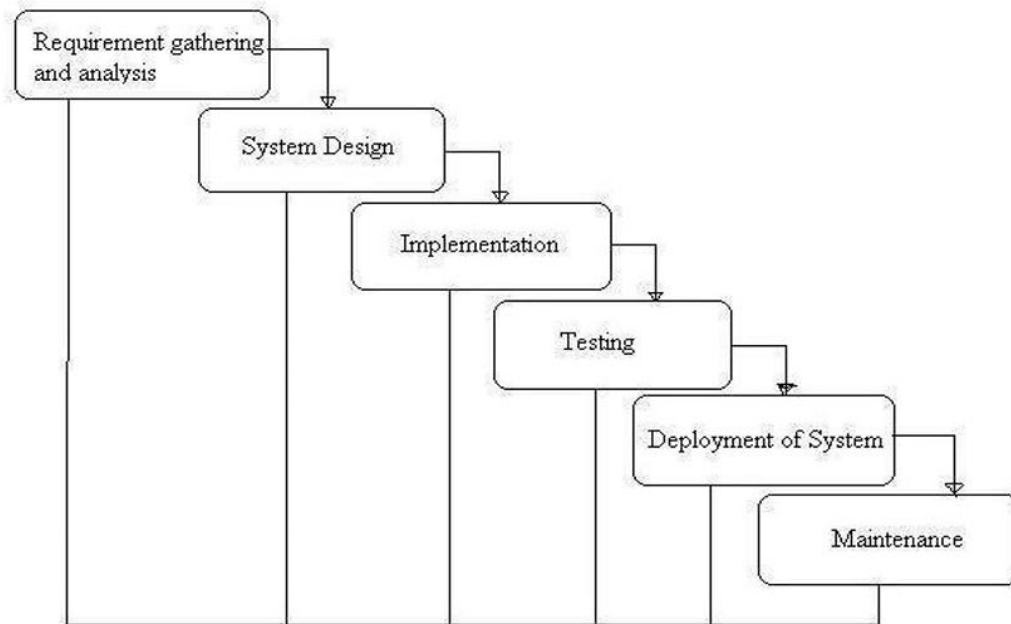 Requirement gathering
and analysis
System Design
Implementation
Testing
Deployment of System
Maintenance